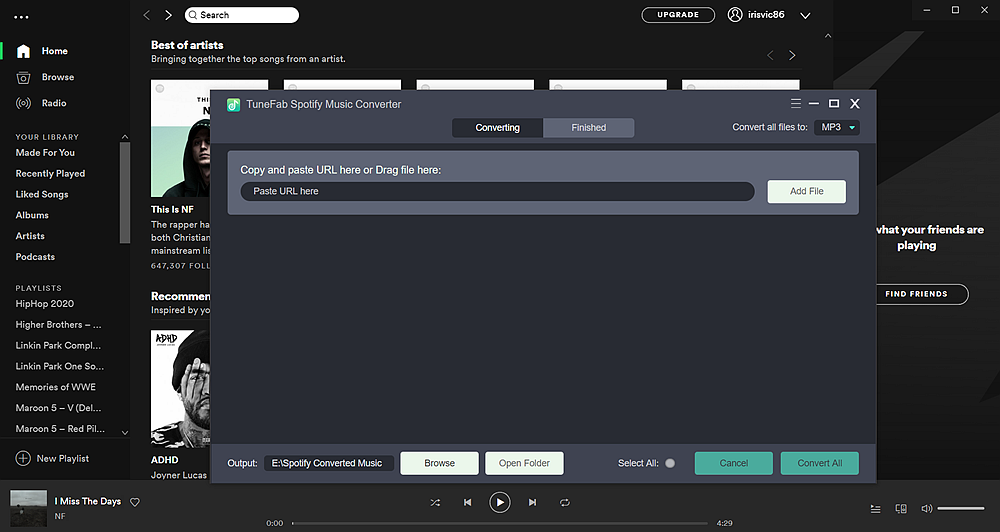 Search
UPGRADE
irisvic86
Home
Browse
Radio
YOUR LIBRARY
Made For You
Recently Played
Liked Songs
Albums
Artists
Podcasts
PLAYLISTS
HipHop 2020
Higher Brothers – ...
Linkin Park Compl...
Linkin Park One So...
Memories of WWE
Maroon 5 – V (Del...
Maroon 5 – Red Pil...
New Playlist
Best of artists
Bringing together the top songs from an artist.
THI
N
This Is NF
The rapper ha
both Christian
mainstream lis
647,307 FOLL
Recommen
Inspired by yo
ADHD
ADHD
Joyner Lucas
TuneFab Spotify Music Converter
Converting
Finished
Convert all files to:
MP3
Copy and paste URL here or Drag file here:
Paste URL here
Add File
Output:
E:\Spotify Converted Music
Browse
Open Folder
Select All:
Cancel
Convert All
what your friends are
playing
FIND FRIENDS
I Miss The Days
NF
0:00
4:29